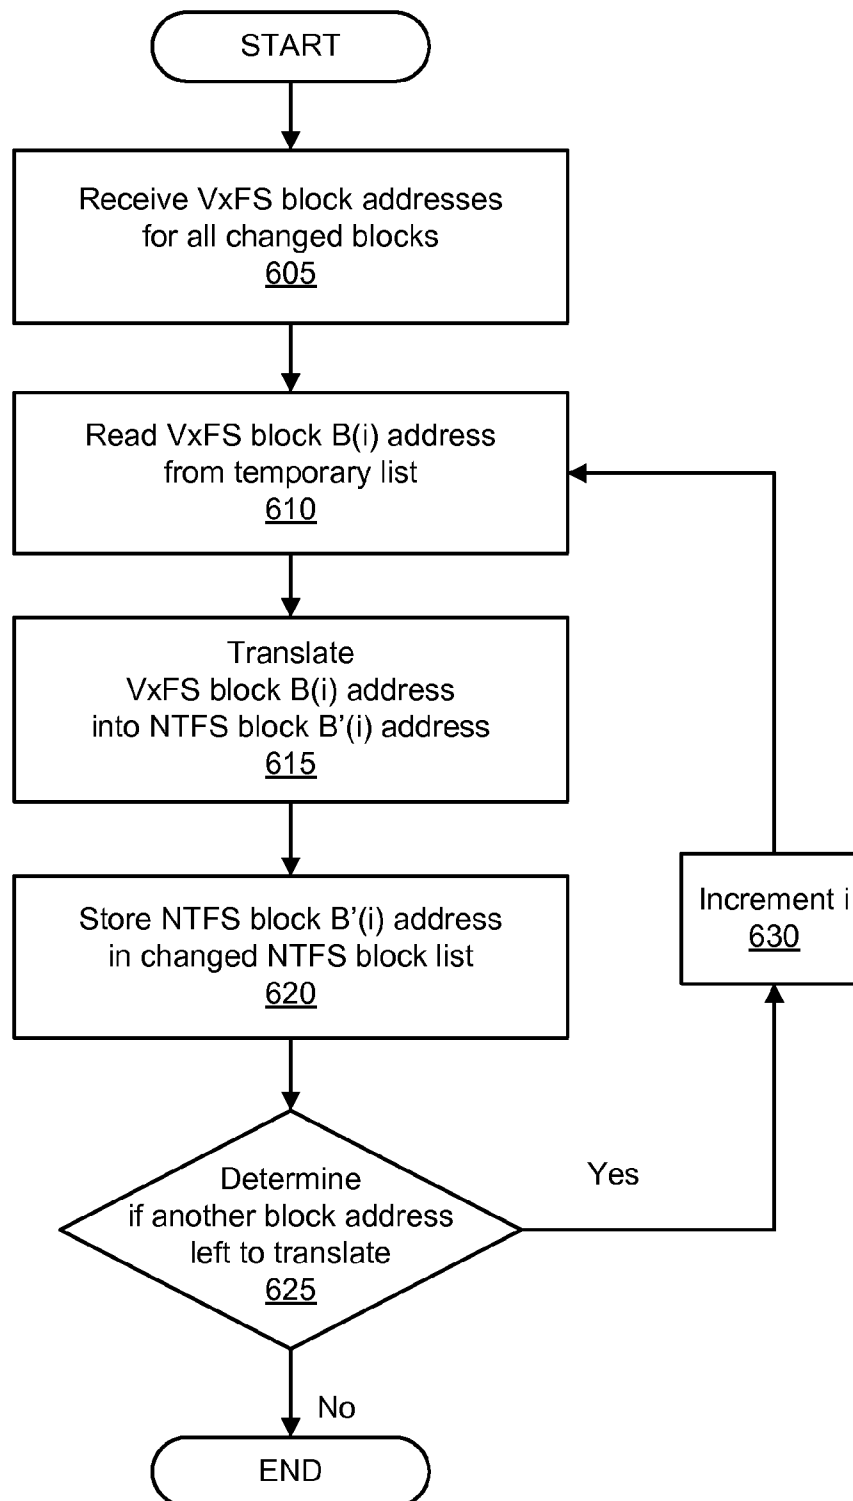 START
Receive VxFS block addresses
for all changed blocks
605
Read VxFS block B(i) address
from temporary list
610
Translate
VxFS block B(i) address
into NTFS block B’(i) address
615
Store NTFS block B’(i) address
in changed NTFS block list
620
Increment i
630
Determine
if another block address
left to translate
625
Yes
No
END